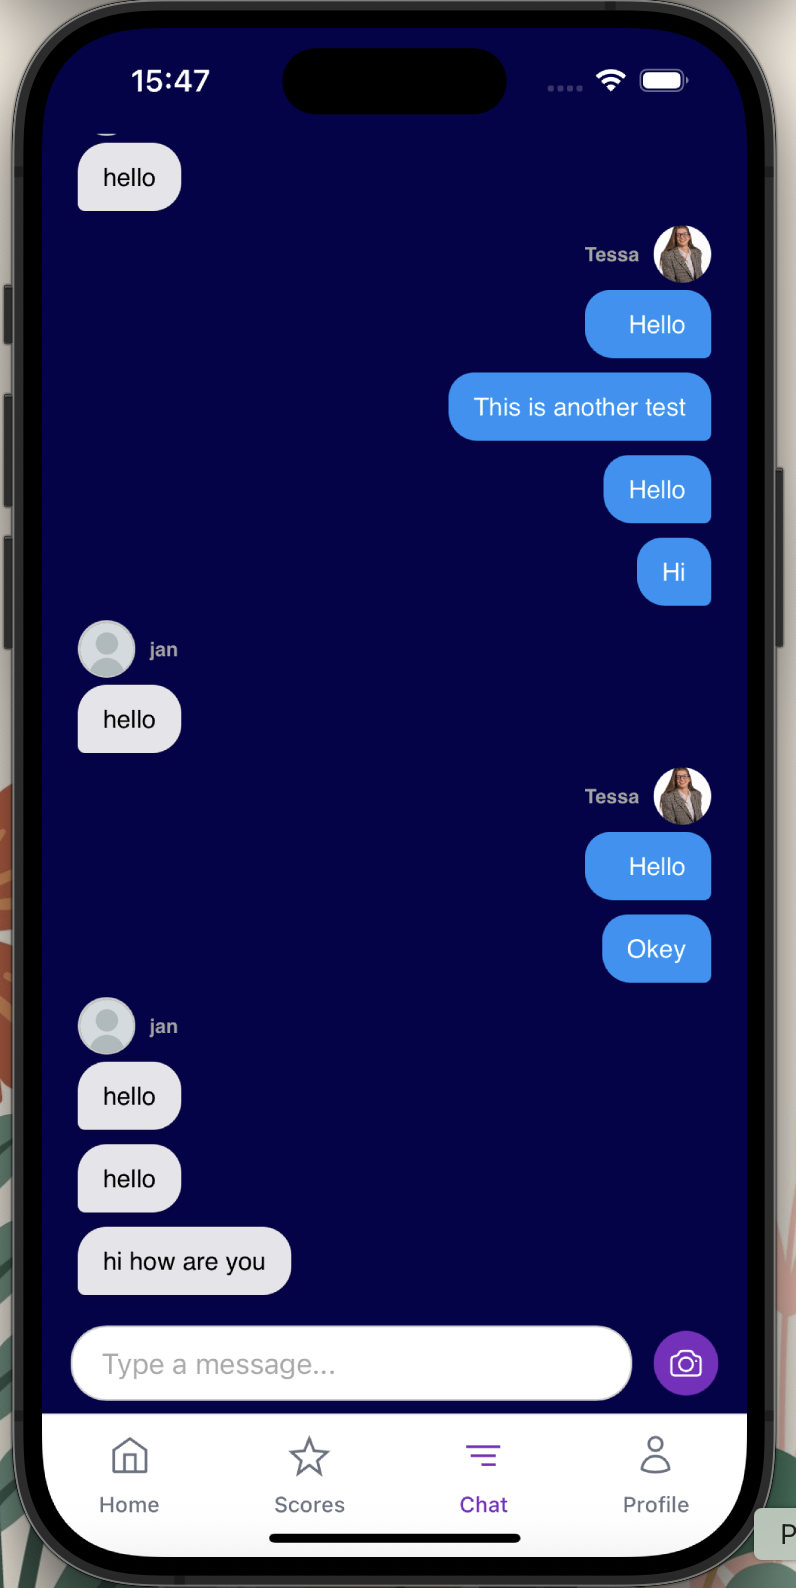 15:47
hello
Tessa
Hello
This is another test
Hello
Hi
jan
hello
Tessa
Hello
Okey
jan
hello
hello
hi how are you
Type a message...
Home Scores Chat Profile
P